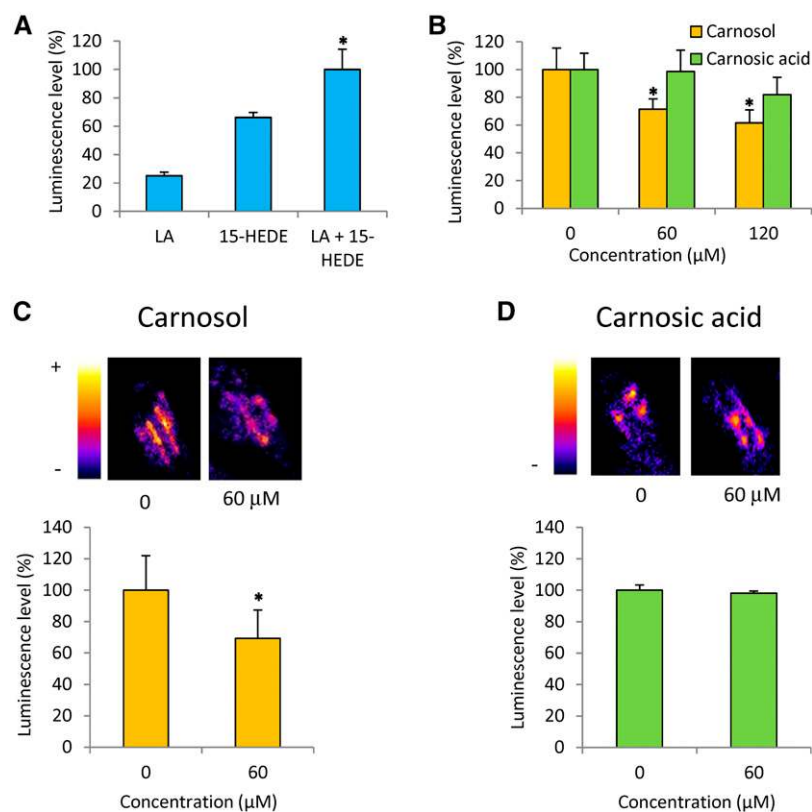 A
Luminescence level (%)
140
120
100
80
60
40
20
0
*
LA
15-HEDE
LA + 15-
HEDE
B
Luminescence level (%)
140
120
100
80
60
40
20
0
Carnosol
Carnosic acid
*
*
0
60
120
Concentration (µM)
C
Carnosol
+
-
0
60 µM
Luminescence level (%)
140
120
100
80
60
40
20
0
*
0
60
Concentration (µM)
D
Carnosic acid
-
0
60 µM
Luminescence level (%)
140
120
100
80
60
40
20
0
0
60
Concentration (µM)